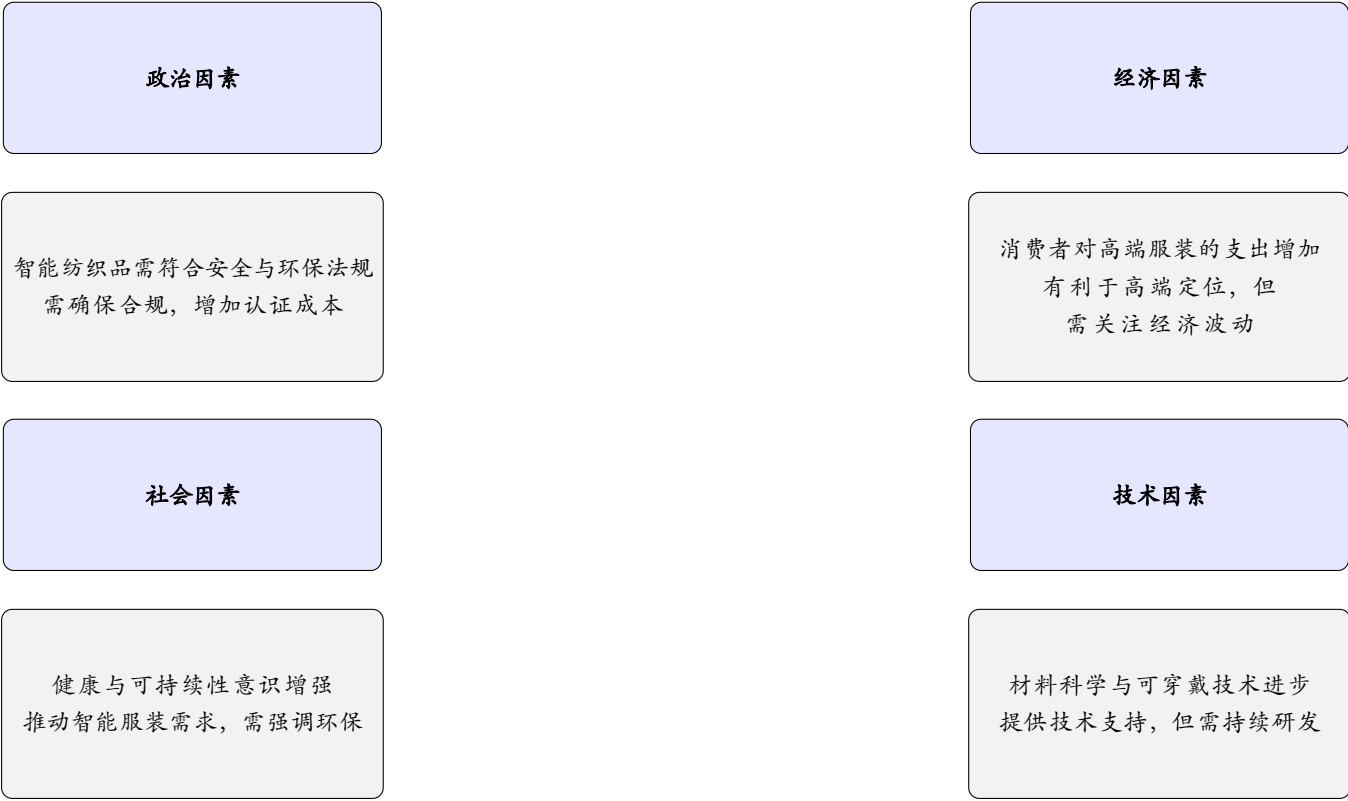 政治因素
经济因素
智能纺织品需符合安全与环保法规
需确保合规，增加认证成本
消费者对高端服装的支出增加
有利于高端定位，但
需关注经济波动
社会因素
技术因素
健康与可持续性意识增强
推动智能服装需求，需强调环保
材料科学与可穿戴技术进步
提供技术支持，但需持续研发